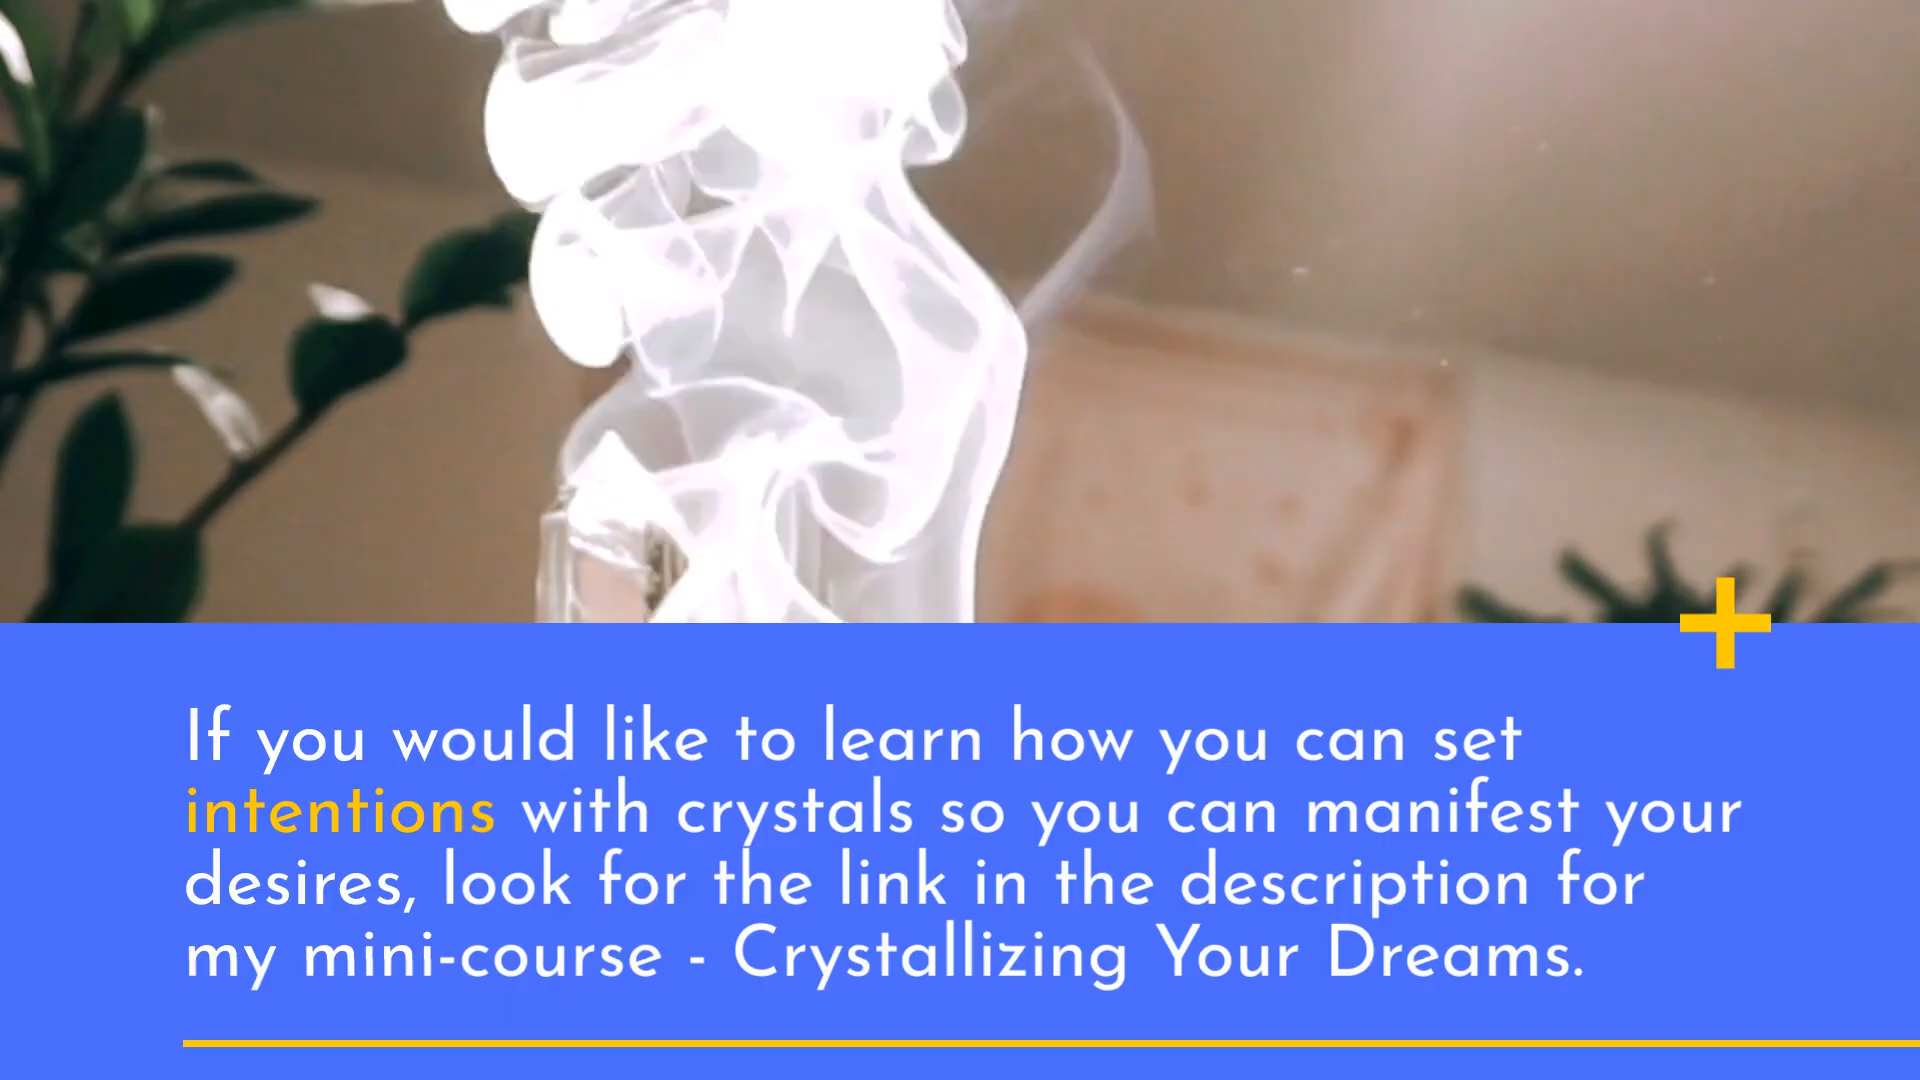 If you would like to learn how you can set
intentions with crystals so you can manifest your
desires, look for the link in the description for
my mini-course - Crystallizing Your Dreams.